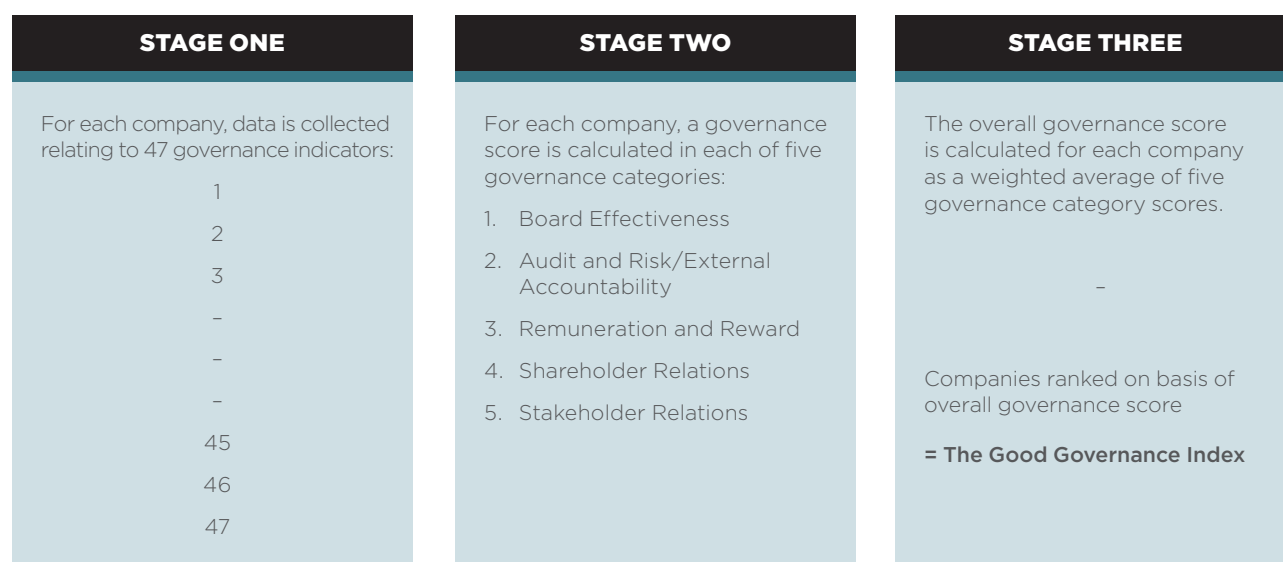 STAGE ONE
For each company, data is collected
relating to 47 governance indicators:
1
2
3
–
–
–
45
46
47
STAGE TWO
For each company, a governance
score is calculated in each of five
governance categories:
1. Board Effectiveness
2. Audit and Risk/External
Accountability
3. Remuneration and Reward
4. Shareholder Relations
5. Stakeholder Relations
STAGE THREE
The overall governance score
is calculated for each company
as a weighted average of five
governance category scores.
–
Companies ranked on basis of
overall governance score
= The Good Governance Index